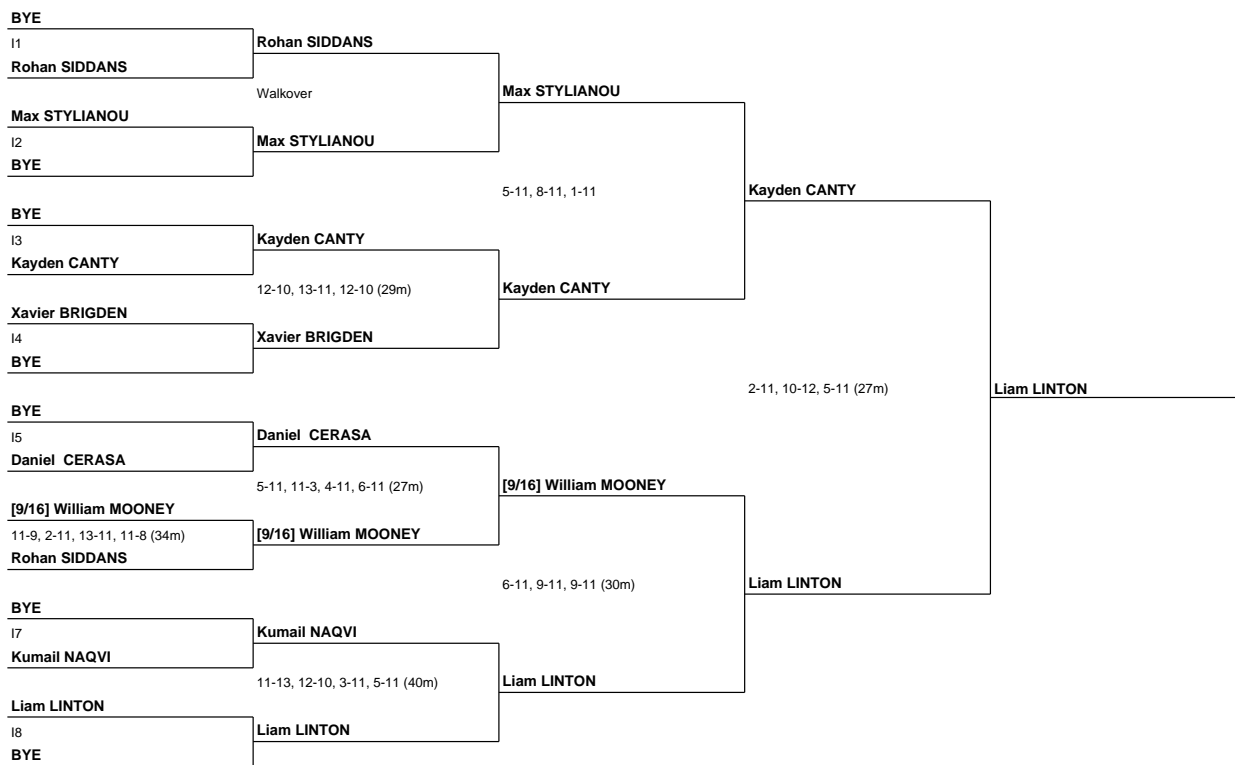 BYE
I1
Rohan SIDDANS
Rohan SIDDANS
Walkover
Max STYLIANOU
Max STYLIANOU
I2
Max STYLIANOU
BYE
5-11, 8-11, 1-11
Kayden CANTY
BYE
I3
Kayden CANTY
Kayden CANTY
12-10, 13-11, 12-10 (29m)
Kayden CANTY
Xavier BRIGDEN
I4
Xavier BRIGDEN
BYE
2-11, 10-12, 5-11 (27m)
Liam LINTON
BYE
I5
Daniel  CERASA
Daniel  CERASA
5-11, 11-3, 4-11, 6-11 (27m)
[9/16] William MOONEY
[9/16] William MOONEY
11-9, 2-11, 13-11, 11-8 (34m)
[9/16] William MOONEY
Rohan SIDDANS
6-11, 9-11, 9-11 (30m)
Liam LINTON
BYE
I7
Kumail NAQVI
Kumail NAQVI
11-13, 12-10, 3-11, 5-11 (40m)
Liam LINTON
Liam LINTON
I8
Liam LINTON
BYE